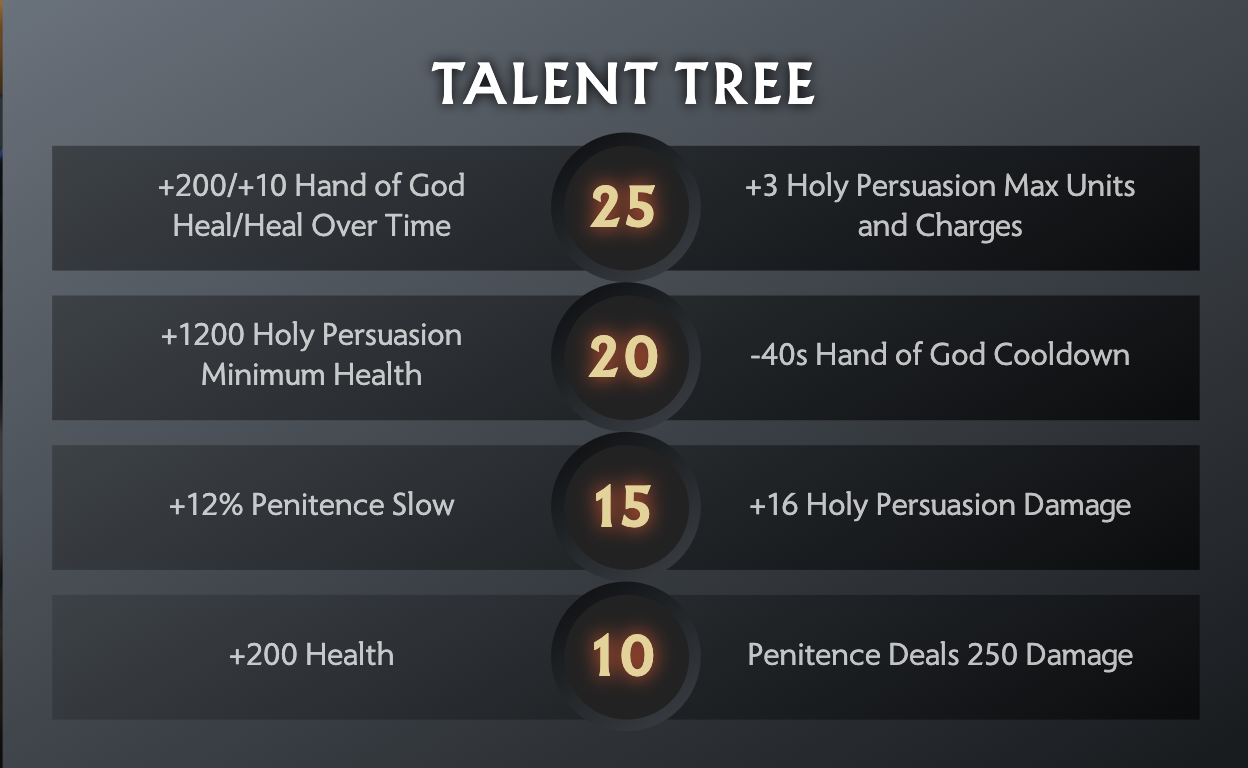 TALENT TREE
+200/+10 Hand of God
Heal/Heal Over Time
25
+3 Holy Persuasion Max Units
and Charges
+1200 Holy Persuasion
Minimum Health
20
-40s Hand of God Cooldown
+12% Penitence Slow
15
+16 Holy Persuasion Damage
+200 Health
10
Penitence Deals 250 Damage